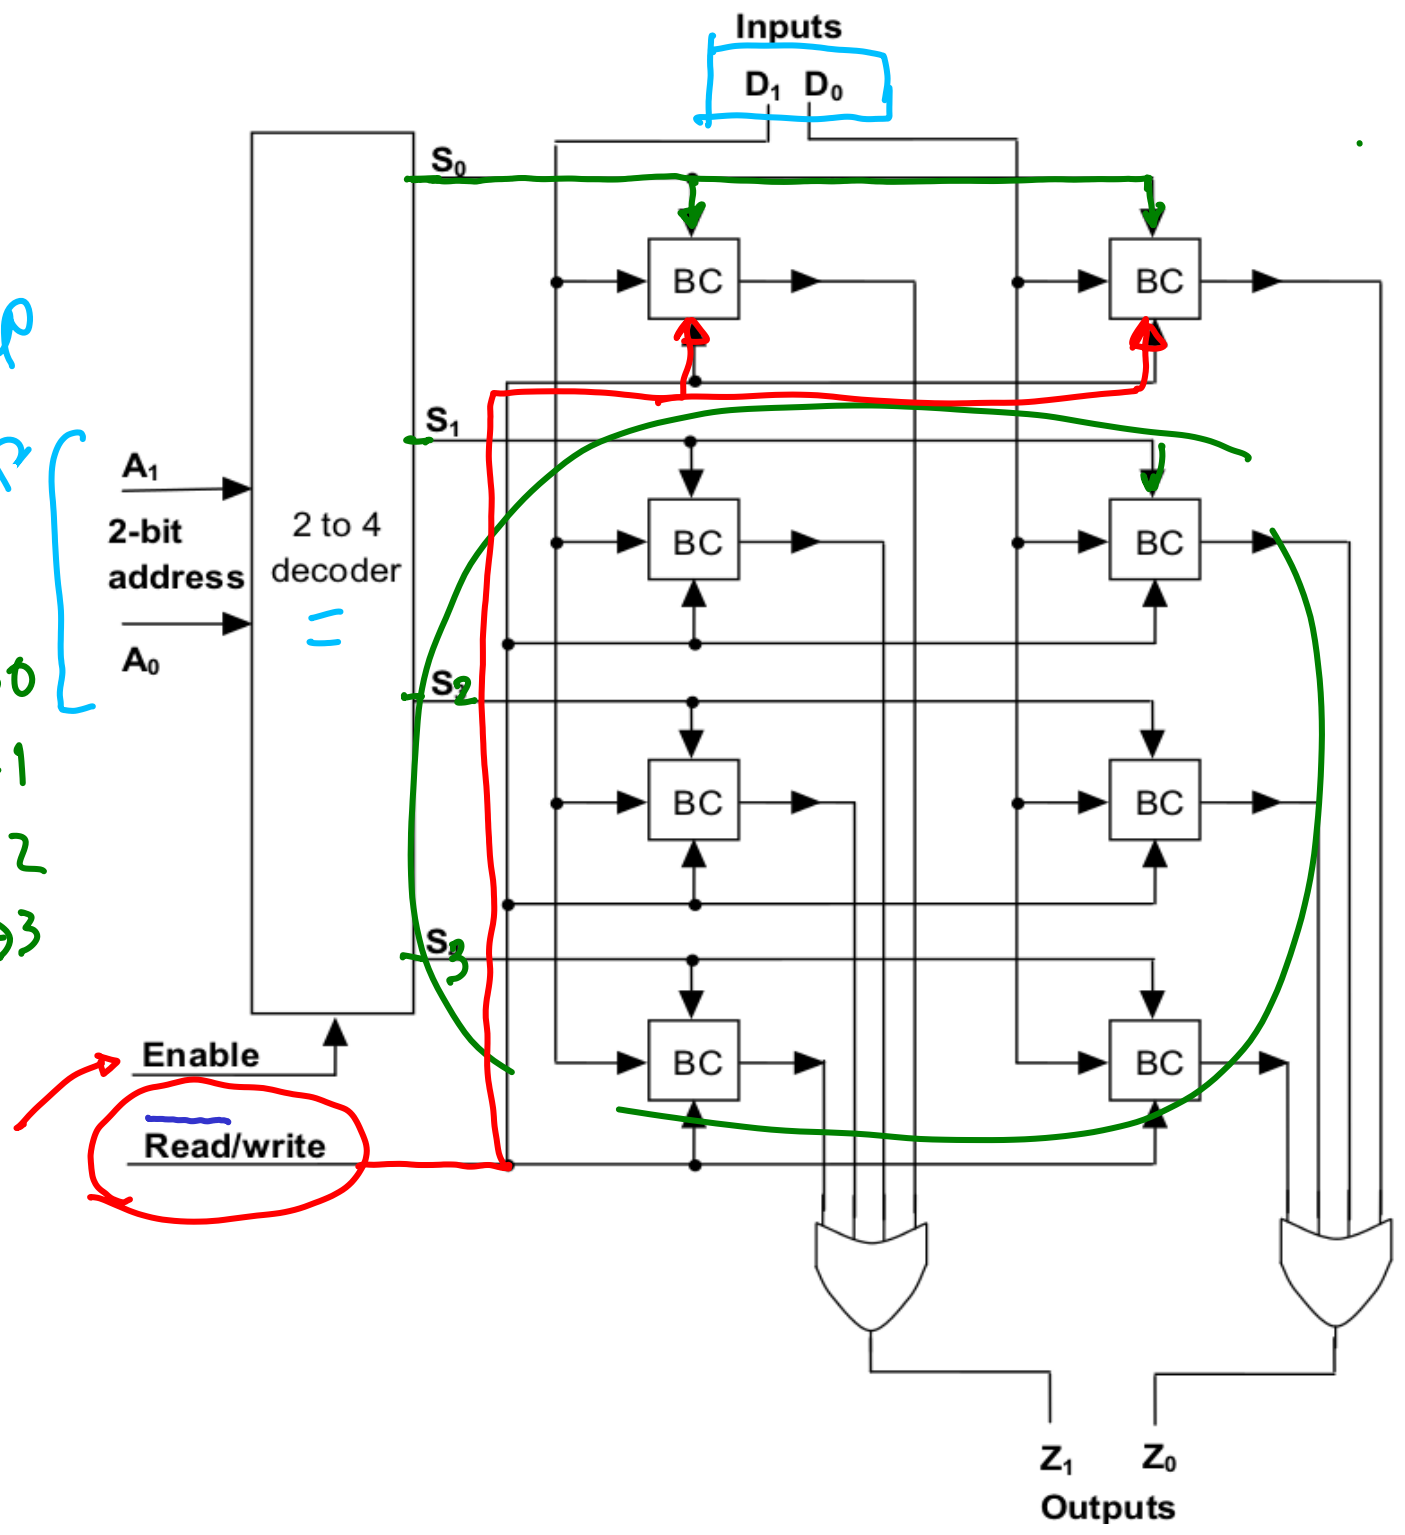 Inputs
D₁ D₀
S₀
BC BC
S₁
A₁
2-bit
address
A₀
2 to 4
decoder
BC BC
0
S2
1
BC BC
2
3
S3
Enable
BC BC
Read/write
Z₁ Z₀
Outputs